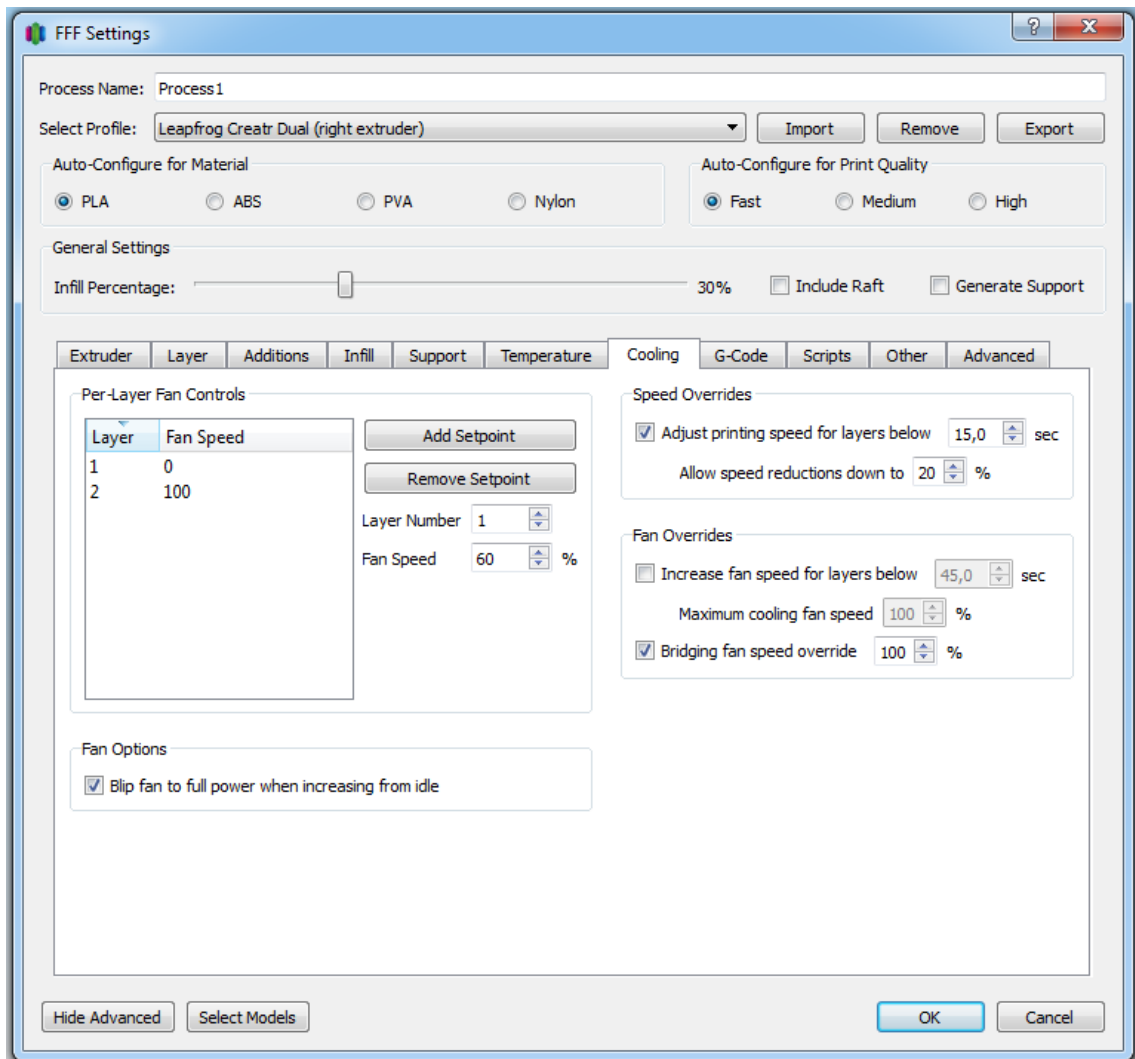 FFF Settings
Process Name: Process1
Select Profile: Leapfrog Creatr Dual (right extruder) Import Remove Export
Auto-Configure for Material
PLA ABS PVA Nylon
Auto-Configure for Print Quality
Fast Medium High
General Settings
Infill Percentage: 30% Include Raft Generate Support
Extruder Layer Additions Infill Support Temperature Cooling G-Code Scripts Other Advanced
Per-Layer Fan Controls
Layer Fan Speed
1 0
2 100
Add Setpoint
Remove Setpoint
Layer Number 1
Fan Speed 60 %
Fan Options
Blip fan to full power when increasing from idle
Speed Overrides
Adjust printing speed for layers below 15,0 sec
Allow speed reductions down to 20 %
Fan Overrides
Increase fan speed for layers below 45,0 sec
Maximum cooling fan speed 100 %
Bridging fan speed override 100 %
Hide Advanced Select Models OK Cancel